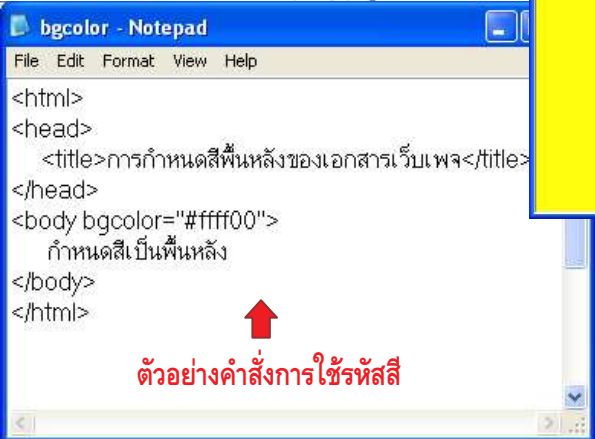 bgcolor - Notepad
File Edit Format View Help
<html>
<head>
<title>การกำหนดสีพื้นหลังของเอกสารเว็บเพจ</title>
</head>
<body bgcolor="#ffff00">
กำหนดสีเป็นพื้นหลัง
</body>
</html>
ตัวอย่างคำสั่งการใช้รหัสสี